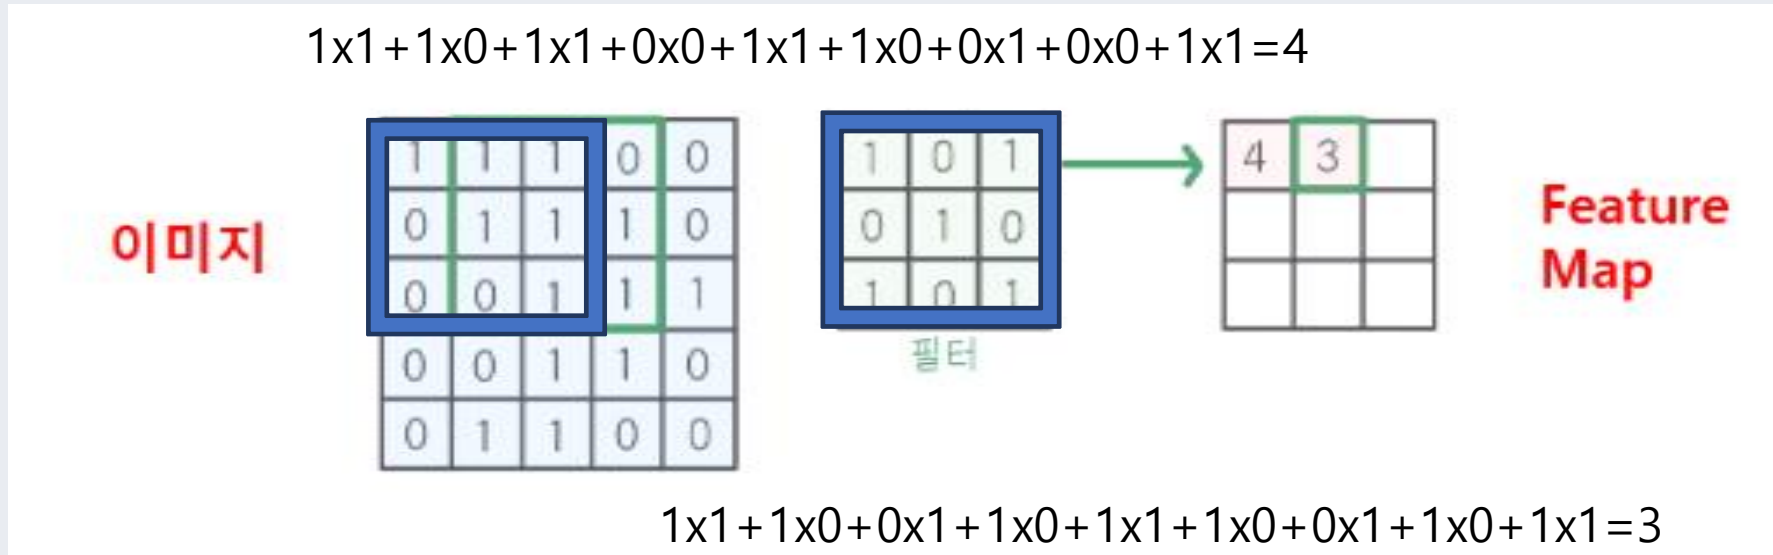 1x1+1x0+1x1+0x0+1x1+1x0+0x1+0x0+1x1=4
이미지
1 1 1 0 0
0 1 1 1 0
0 0 1 1 1
0 0 1 1 0
0 1 1 0 0
1 0 1
0 1 0
1 0 1
필터
4 3
Feature
Map
1x1+1x0+0x1+1x0+1x1+1x0+0x1+1x0+1x1=3